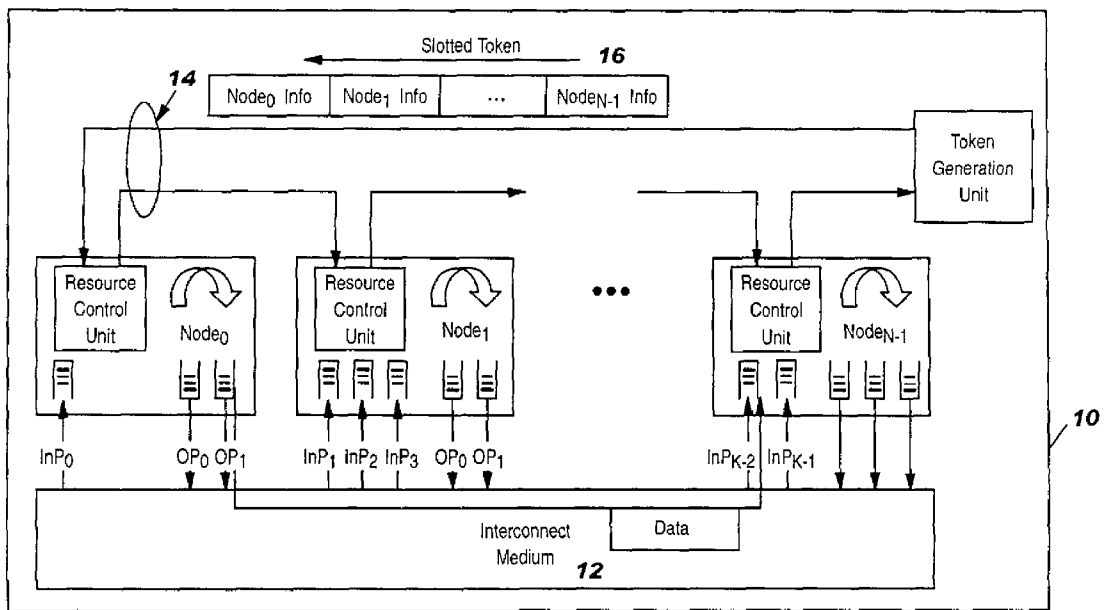 Slotted Token 16
14
Node0 Info Node1 Info ... NodeN-1 Info
Token
Generation
Unit
Resource
Control
Unit
Node0
Resource
Control
Unit
Node1
•••
Resource
Control
Unit
NodeN-1
InP0 OP0 OP1 InP1 inP2 InP3 OP0 OP1 InPK-2 InPK-1
10
Interconnect
Medium
Data
12